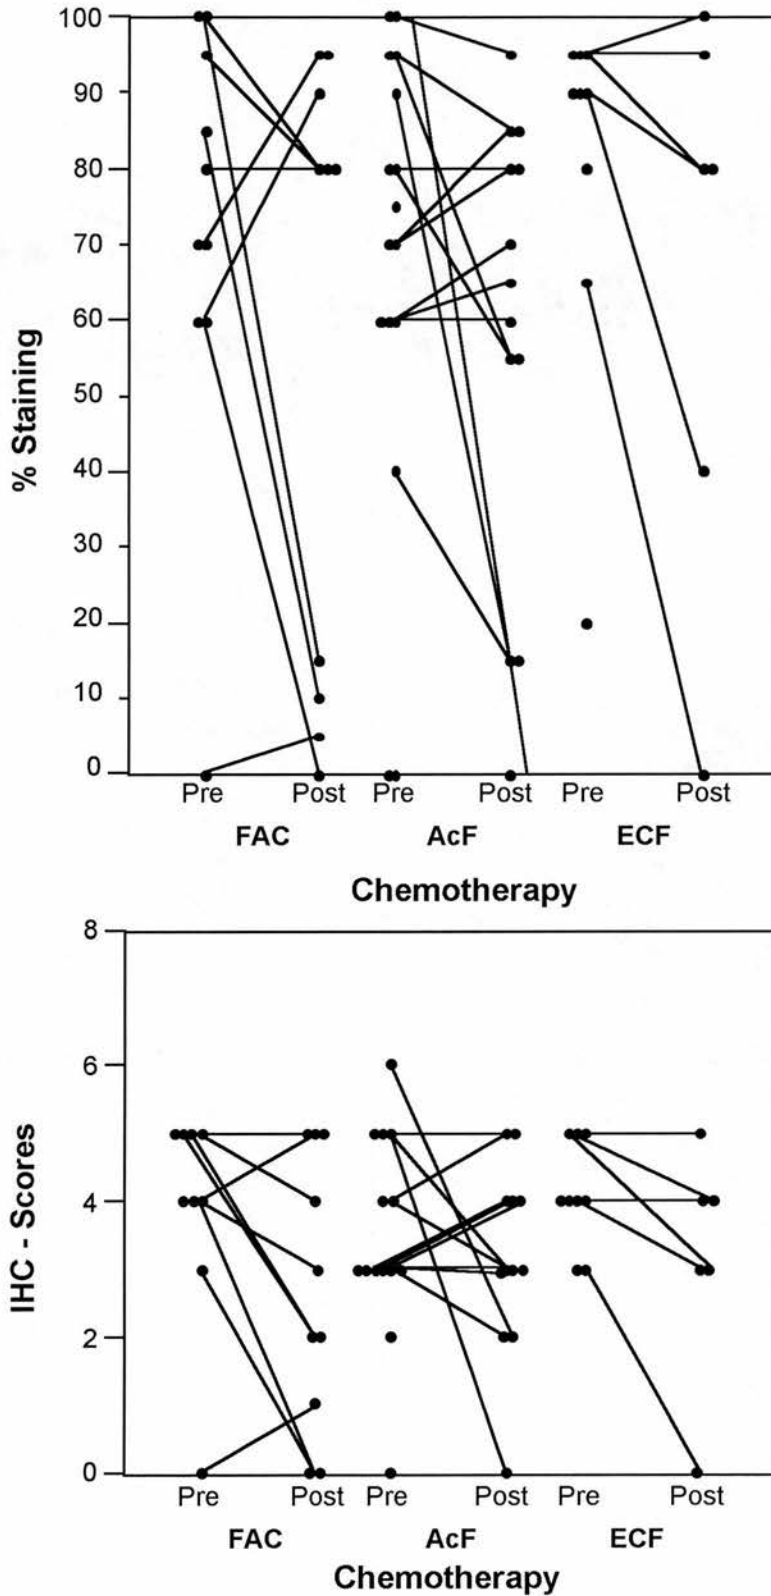 100
90
80
70
60
50
40
30
20
10
0
% Staining
Pre Post Pre Post Pre Post
FAC AcF ECF
Chemotherapy
8
6
4
2
0
IHC - Scores
Pre Post Pre Post Pre Post
FAC AcF ECF
Chemotherapy